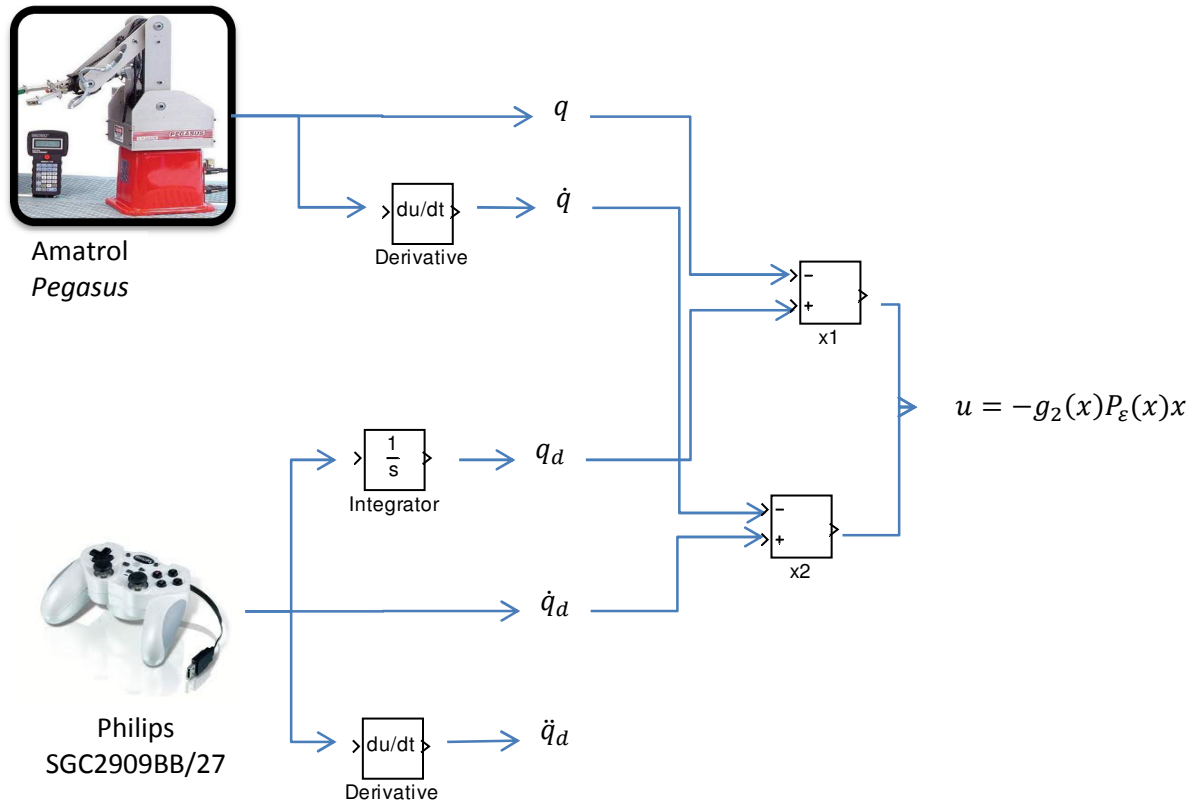 PEGASUS
Amatrol
Pegasus
q
du/dt
Derivative
q̇
−
+
x1
u = −g₂(x)P_ε(x)x
1
s
Integrator
q_d
−
+
x2
q̇_d
Philips
SGC2909BB/27
du/dt
Derivative
q̈_d